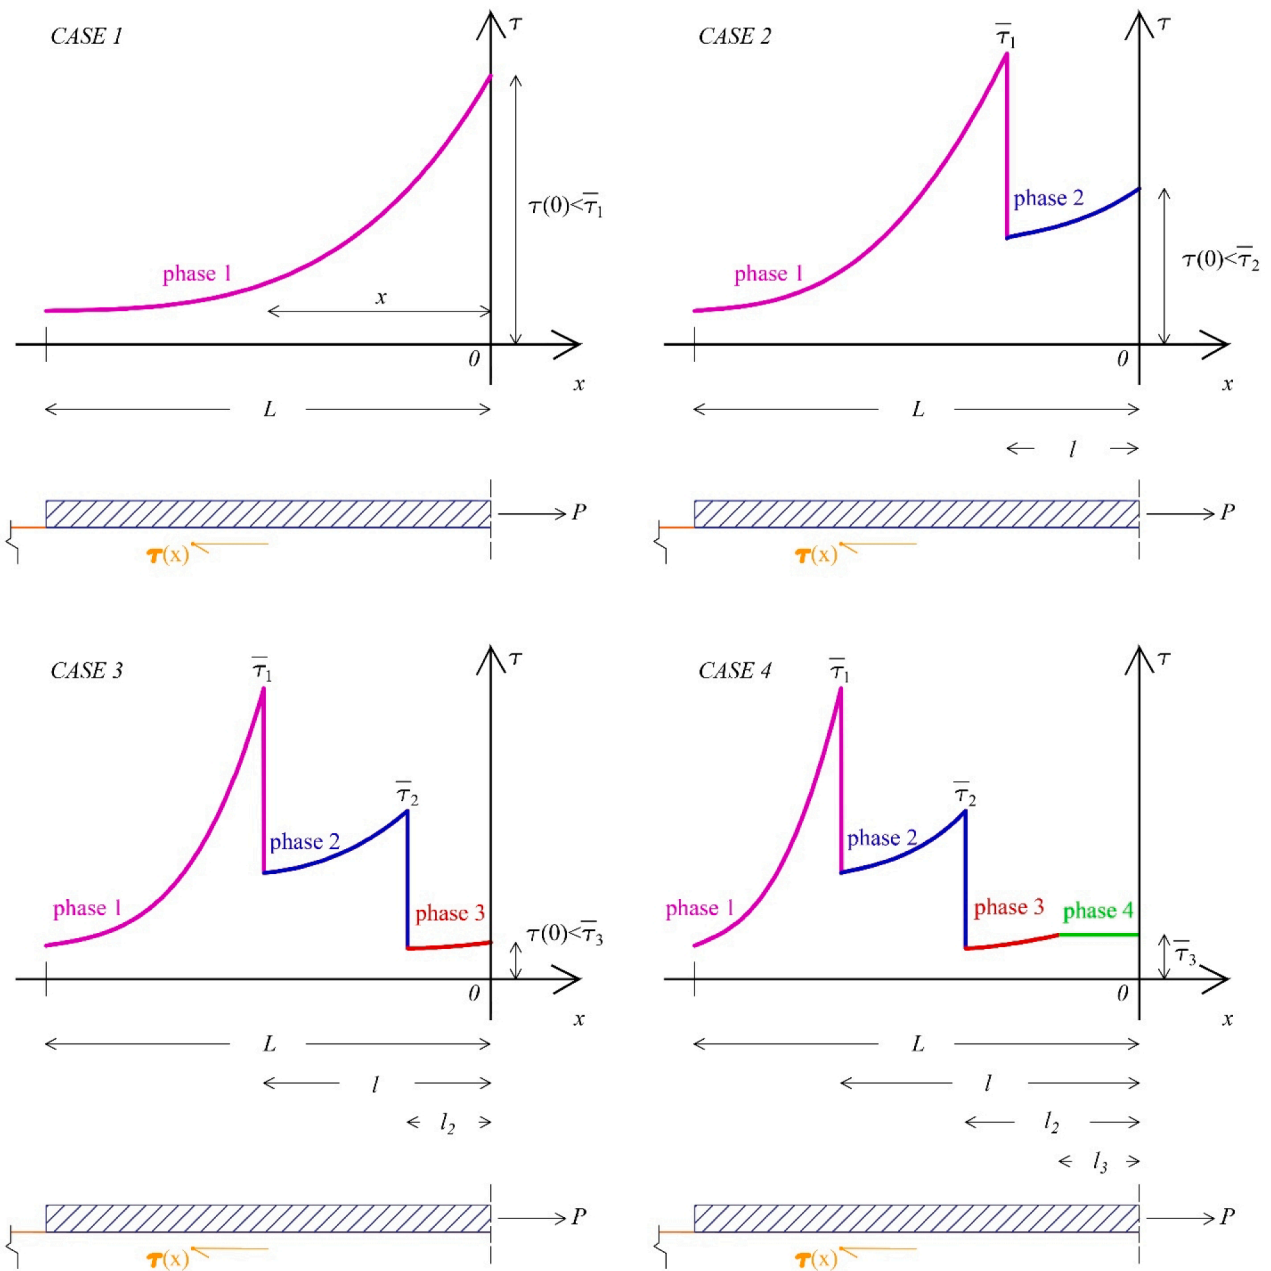 CASE 1
τ
τ(0)<τ̅₁
phase 1
x
0
x
L
P
τ(x)
CASE 2
τ̅₁
τ
phase 2
τ(0)<τ̅₂
phase 1
0
x
L
l
P
τ(x)
CASE 3
τ̅₁
τ
τ̅₂
phase 2
phase 1
phase 3
τ(0)<τ̅₃
0
x
L
l
l₂
P
τ(x)
CASE 4
τ̅₁
τ
τ̅₂
phase 2
phase 1
phase 3
phase 4
τ̅₃
0
x
L
l
l₂
l₃
P
τ(x)